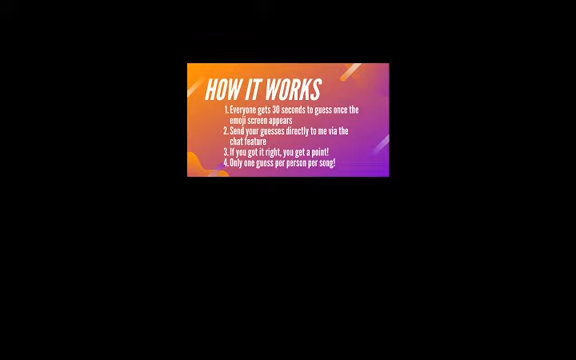 HOW IT WORKS
1. Everyone gets 30 seconds to guess once the
emoji screen appears
2. Send your guesses directly to me via the
chat feature
3. If you got it right, you get a point!
4. Only one guess per person per song!